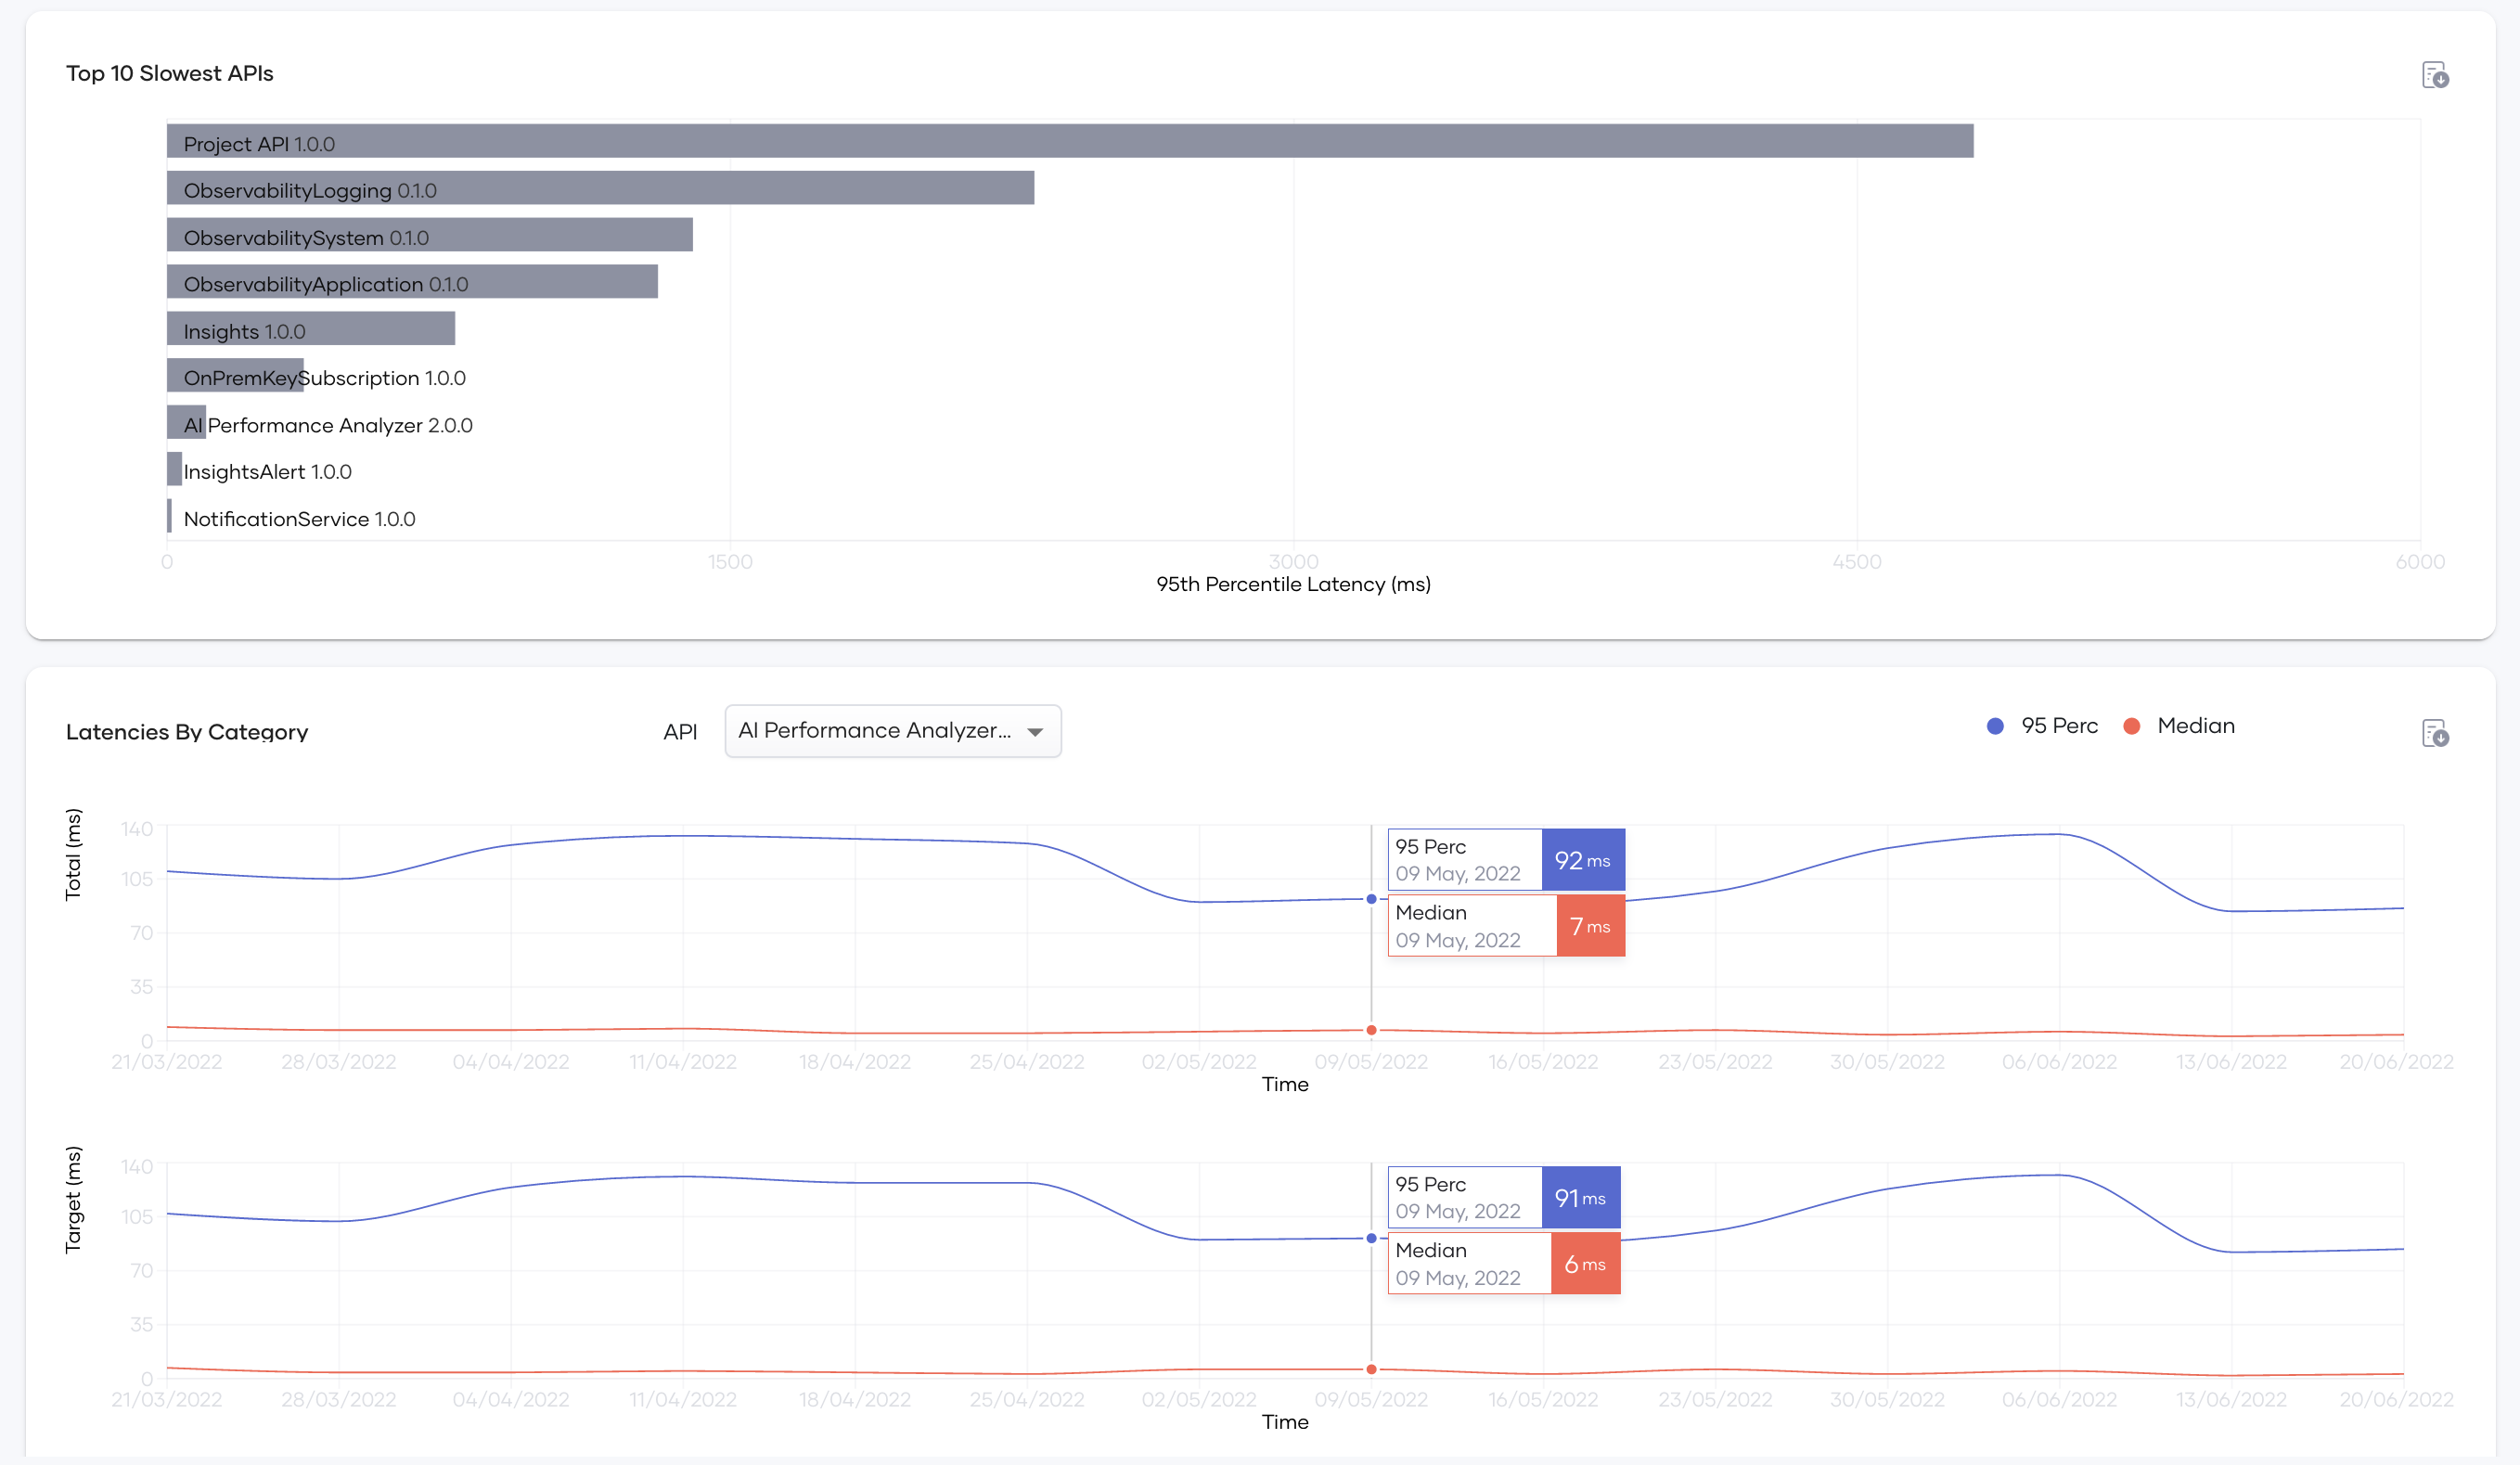 Top 10 Slowest APIs
Project API 1.0.0
ObservabilityLogging 0.1.0
ObservabilitySystem 0.1.0
ObservabilityApplication 0.1.0
Insights 1.0.0
OnPremKeySubscription 1.0.0
AI Performance Analyzer 2.0.0
InsightsAlert 1.0.0
NotificationService 1.0.0
0 1500 3000 4500 6000
95th Percentile Latency (ms)
Latencies By Category
API
AI Performance Analyzer...
95 Perc Median
Total (ms)
140
105
70
35
0
95 Perc
09 May, 2022
92 ms
Median
09 May, 2022
7 ms
21/03/2022 28/03/2022 04/04/2022 11/04/2022 18/04/2022 25/04/2022 02/05/2022 09/05/2022 16/05/2022 23/05/2022 30/05/2022 06/06/2022 13/06/2022 20/06/2022
Time
Target (ms)
140
105
70
35
0
95 Perc
09 May, 2022
91 ms
Median
09 May, 2022
6 ms
21/03/2022 28/03/2022 04/04/2022 11/04/2022 18/04/2022 25/04/2022 02/05/2022 09/05/2022 16/05/2022 23/05/2022 30/05/2022 06/06/2022 13/06/2022 20/06/2022
Time